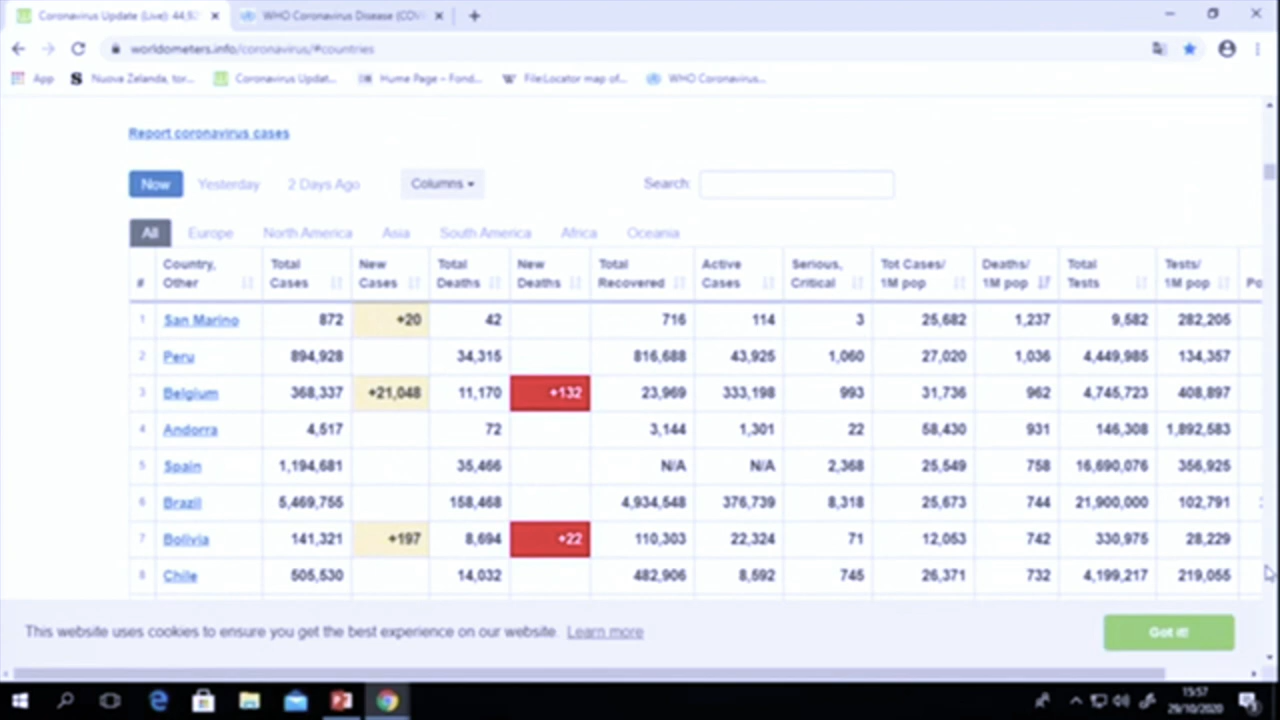 Coronavirus Update (Live): 44,92 WHO Coronavirus Disease (COVI
worldometers.info/coronavirus/#countries
App Nuova Zelanda, tor... Coronavirus Updat... Home Page – Fond... File:Locator map of... WHO Coronavirus...
Report coronavirus cases
Now Yesterday 2 Days Ago Columns Search:
All Europe North America Asia South America Africa Oceania
# Country, Other Total Cases New Cases Total Deaths New Deaths Total Recovered Active Cases Serious, Critical Tot Cases/ 1M pop Deaths/ 1M pop Total Tests Tests/ 1M pop Po
1 San Marino 872 +20 42 716 114 3 25,682 1,237 9,582 282,205
2 Peru 894,928 34,315 816,688 43,925 1,060 27,020 1,036 4,449,985 134,357
3 Belgium 368,337 +21,048 11,170 +132 23,969 333,198 993 31,736 962 4,745,723 408,897
4 Andorra 4,517 72 3,144 1,301 22 58,430 931 146,308 1,892,583
5 Spain 1,194,681 35,466 N/A N/A 2,368 25,549 758 16,690,076 356,925
6 Brazil 5,469,755 158,468 4,934,548 376,739 8,318 25,673 744 21,900,000 102,791
7 Bolivia 141,321 +197 8,694 +22 110,303 22,324 71 12,053 742 330,975 28,229
8 Chile 505,530 14,032 482,906 8,592 745 26,371 732 4,199,217 219,055
This website uses cookies to ensure you get the best experience on our website. Learn more Got it!
15:57
29/10/2020